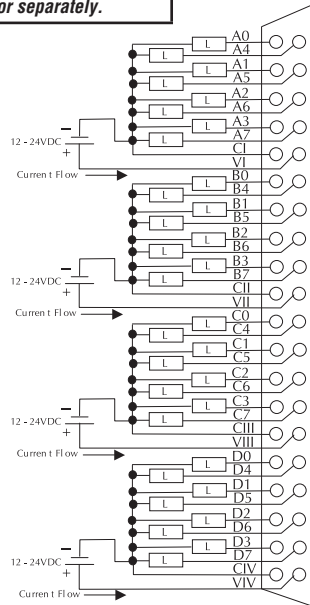 or separately.
A0
L
A4
L
A1
L
A5
L
A2
L
A6
L
A3
L
A7
L
CI
VI
−
12 - 24VDC
+
Current Flow
B0
L
B4
L
B1
L
B5
L
B2
L
B6
L
B3
L
B7
L
CII
VII
−
12 - 24VDC
+
Current Flow
C0
L
C4
L
C1
L
C5
L
C2
L
C6
L
C3
L
C7
L
CIII
VIII
−
12 - 24VDC
+
Current Flow
D0
L
D4
L
D1
L
D5
L
D2
L
D6
L
D3
L
D7
L
CIV
VIV
−
12 - 24VDC
+
Current Flow